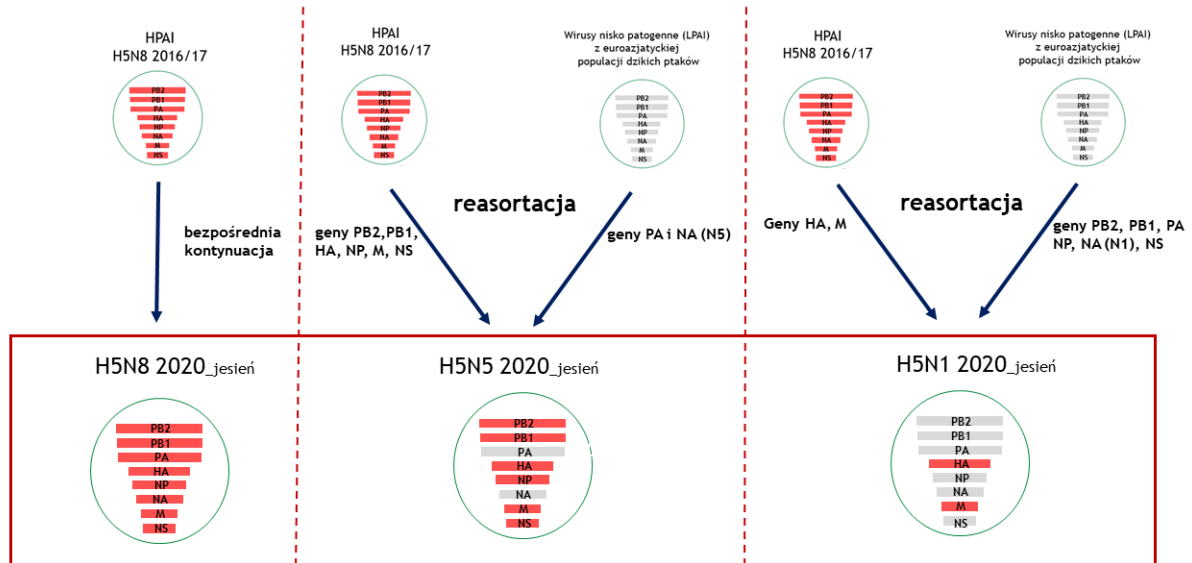 HPAI
H5N8 2016/17
PB2
PB1
PA
HA
NP
NA
M
NS
bezpośrednia
kontynuacja
HPAI
H5N8 2016/17
PB2
PB1
PA
HA
NP
NA
M
NS
Wirusy nisko patogenne (LPAI)
z euroazjatyckiej
populacji dzikich ptaków
PB2
PB1
PA
HA
NP
NA
M
NS
reasortacja
geny PB2,PB1,
HA, NP, M, NS
geny PA i NA (N5)
HPAI
H5N8 2016/17
PB2
PB1
PA
HA
NP
NA
M
NS
Wirusy nisko patogenne (LPAI)
z euroazjatyckiej
populacji dzikich ptaków
PB2
PB1
PA
HA
NP
NA
M
NS
reasortacja
Geny HA, M
geny PB2, PB1, PA
NP, NA (N1), NS
H5N8 2020_jesień
PB2
PB1
PA
HA
NP
NA
M
NS
H5N5 2020_jesień
PB2
PB1
PA
HA
NP
NA
M
NS
H5N1 2020_jesień
PB2
PB1
PA
HA
NP
NA
M
NS